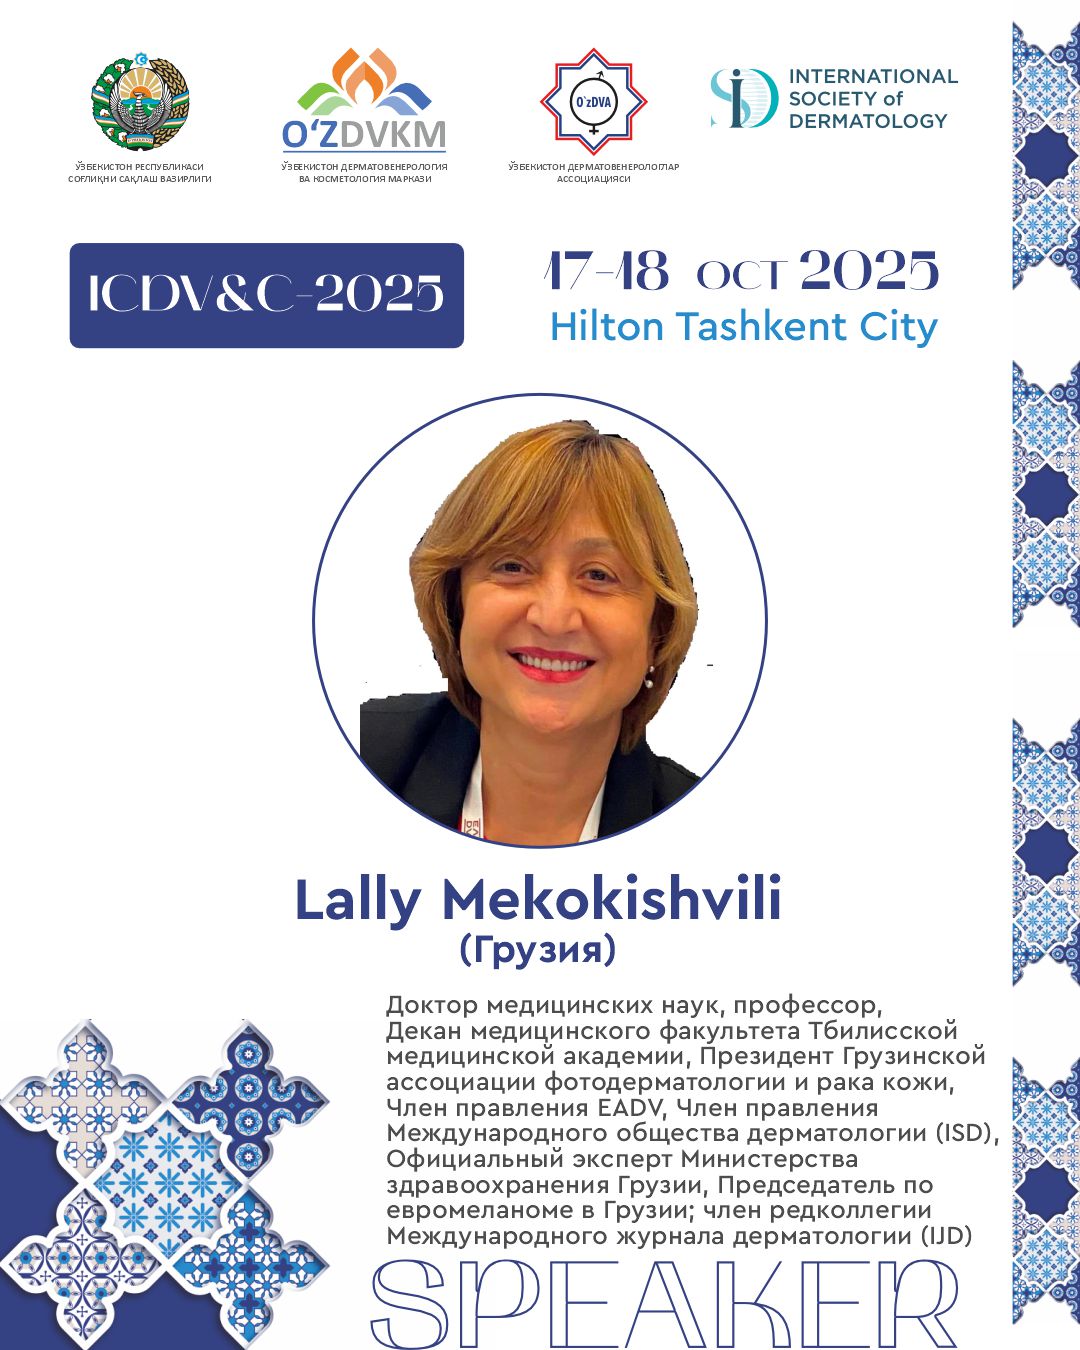 O‘ZDVKM
O`zDVA
ISD
INTERNATIONAL
SOCIETY of
DERMATOLOGY
ЎЗБЕКИСТОН РЕСПУБЛИКАСИ
СОҒЛИҚНИ САҚЛАШ ВАЗИРЛИГИ
ЎЗБЕКИСТОН ДЕРМАТОВЕНЕРОЛОГИЯ
ВА КОСМЕТОЛОГИЯ МАРКАЗИ
ЎЗБЕКИСТОН ДЕРМАТОВЕНЕРОЛОГЛАР
АССОЦИАЦИЯСИ
ICDV&C-2025
17-18 OCT 2025
Hilton Tashkent City
Lally Mekokishvili
(Грузия)
Доктор медицинских наук, профессор,
Декан медицинского факультета Тбилисской
медицинской академии, Президент Грузинской
ассоциации фотодерматологии и рака кожи,
Член правления EADV, Член правления
Международного общества дерматологии (ISD),
Официальный эксперт Министерства
здравоохранения Грузии, Председатель по
евромеланоме в Грузии; член редколлегии
Международного журнала дерматологии (IJD)
SPEAKER